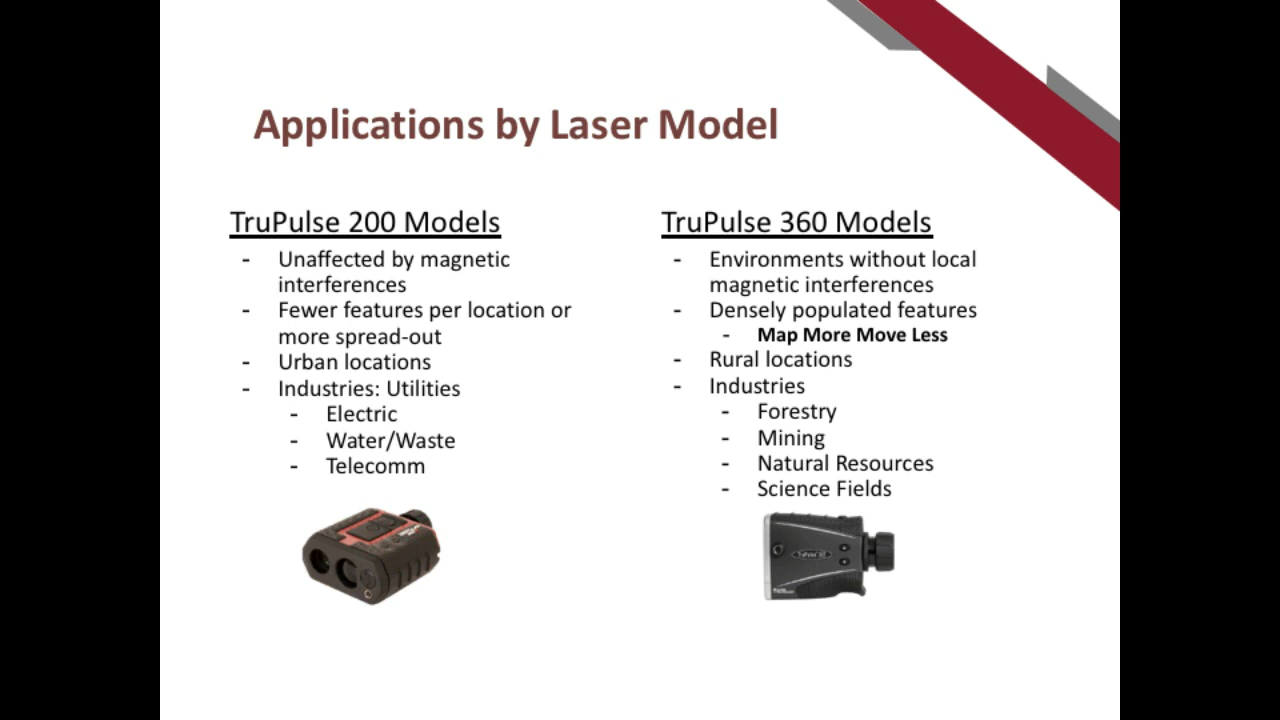 Applications by Laser Model
TruPulse 200 Models
- Unaffected by magnetic
interferences
- Fewer features per location or
more spread-out
- Urban locations
- Industries: Utilities
- Electric
- Water/Waste
- Telecomm
TruPulse 360 Models
- Environments without local
magnetic interferences
- Densely populated features
- Map More Move Less
- Rural locations
- Industries
- Forestry
- Mining
- Natural Resources
- Science Fields